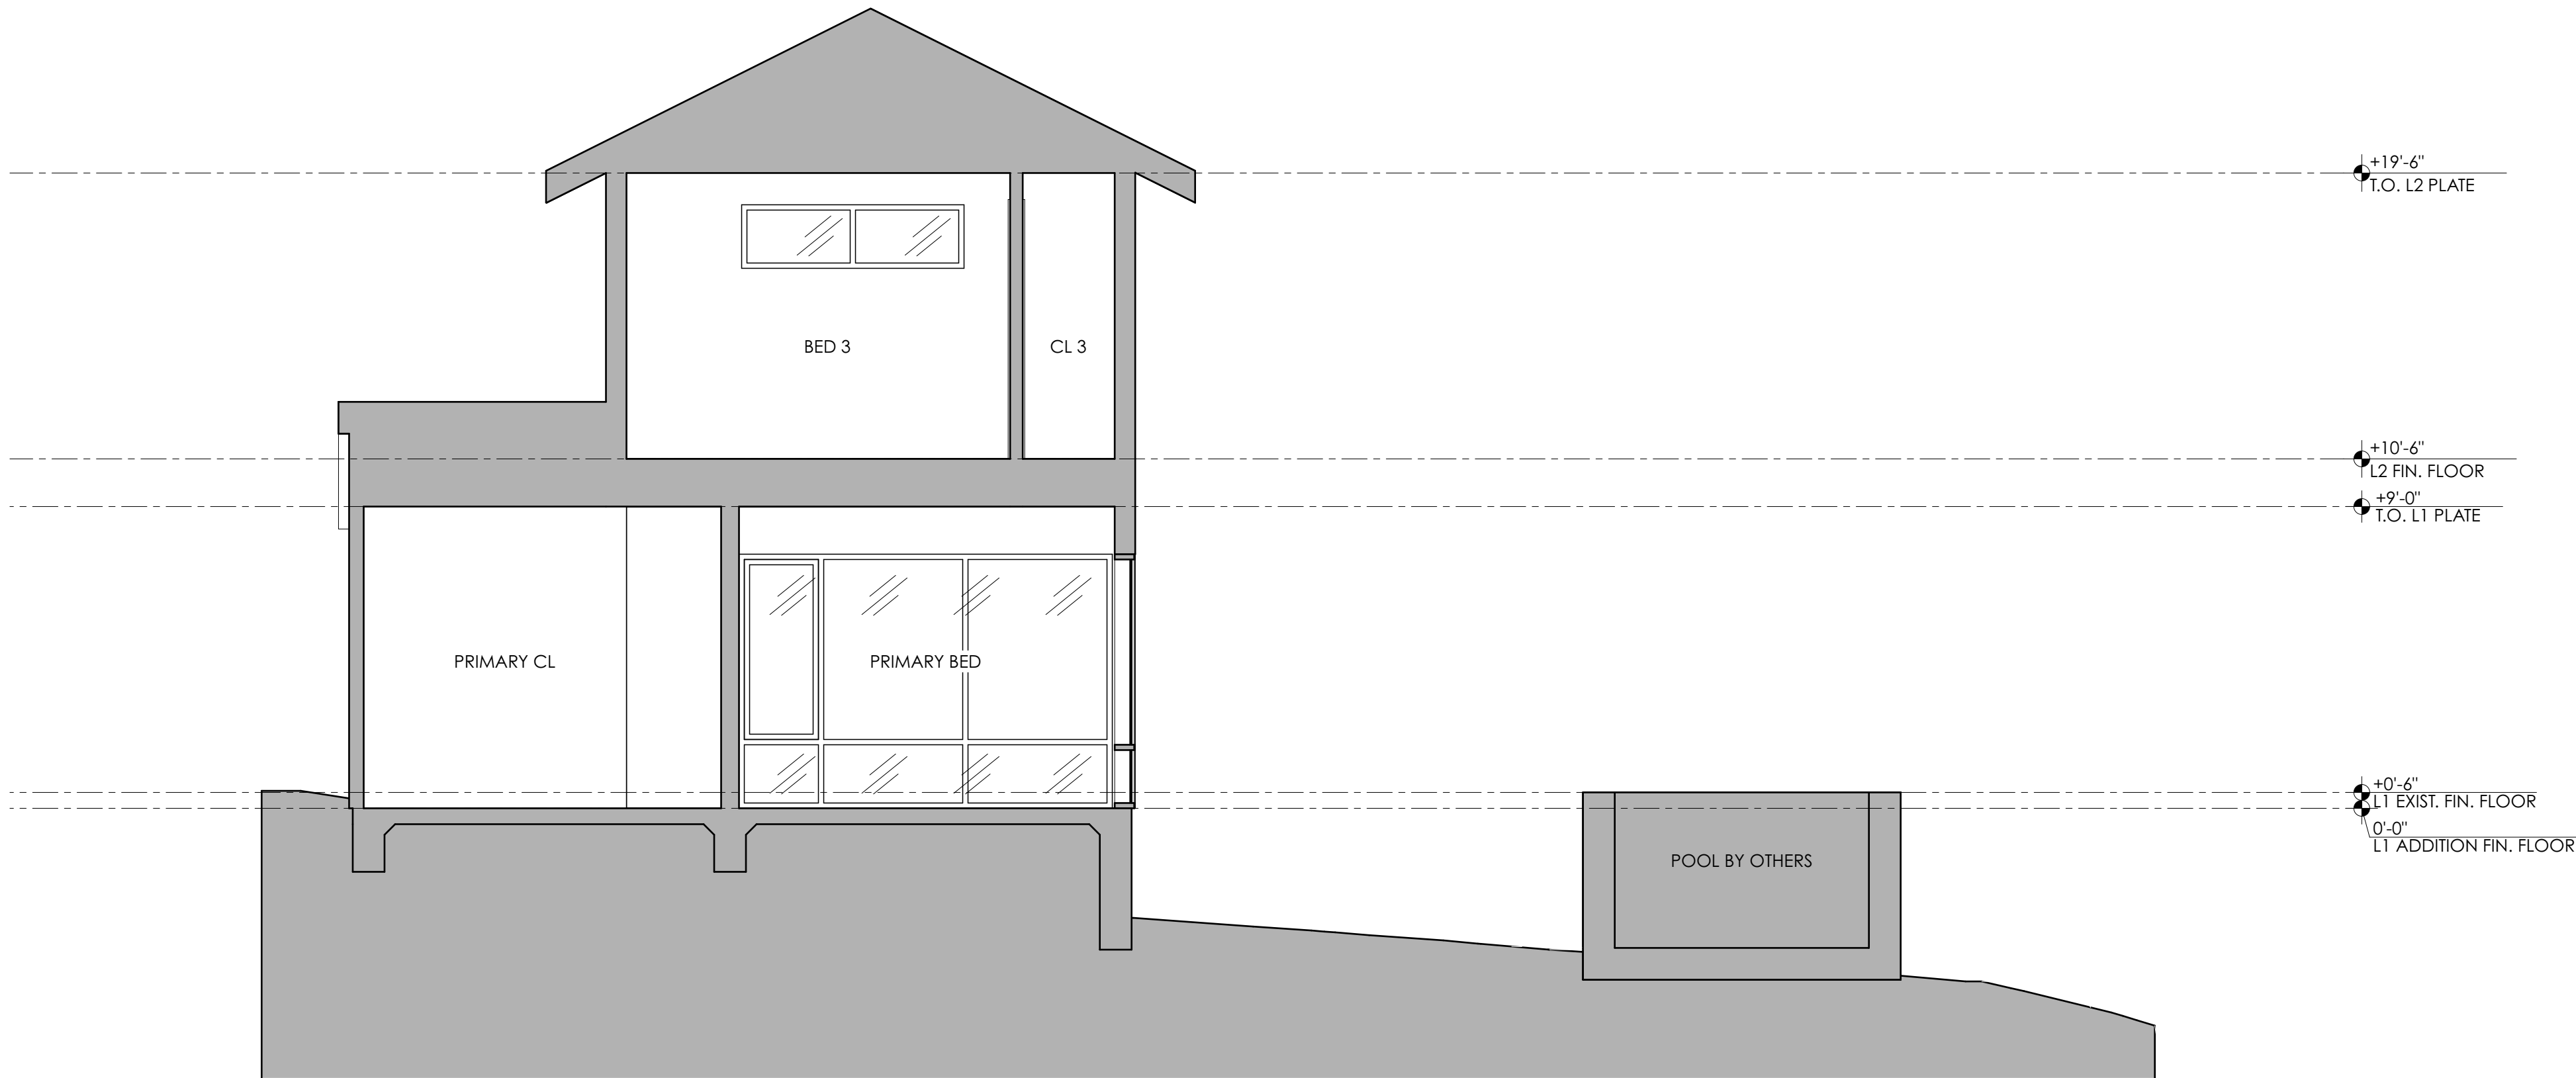 +19'-6"
T.O. L2 PLATE
BED 3
CL 3
+10'-6"
L2 FIN. FLOOR
+9'-0"
T.O. L1 PLATE
PRIMARY CL
PRIMARY BED
+0'-6"
L1 EXIST. FIN. FLOOR
0'-0"
L1 ADDITION FIN. FLOOR
POOL BY OTHERS